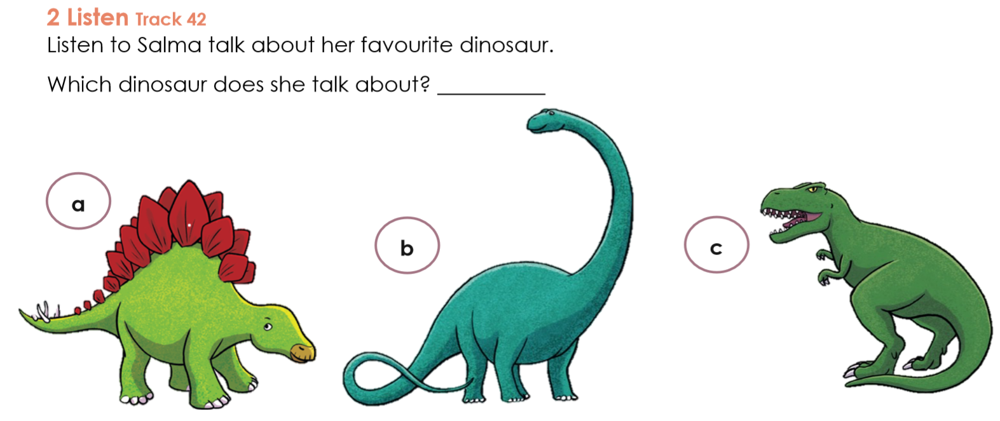 2 Listen Track 42
Listen to Salma talk about her favourite dinosaur.
Which dinosaur does she talk about? __________
a
b
c